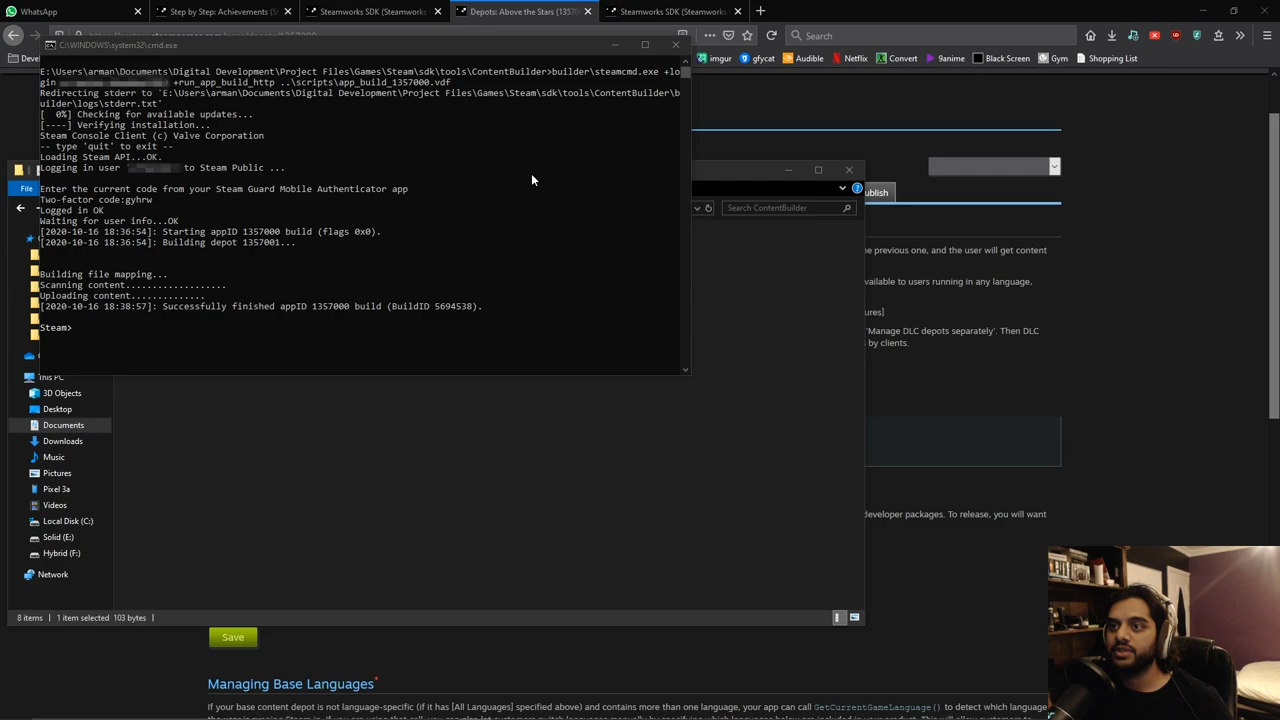 WhatsApp
Step by Step: Achievements (S
Steamworks SDK (Steamworks
Depots: Above the Stars (13570
Steamworks SDK (Steamworks
Search
Devel
imgur
gfycat
Audible
Netflix
Convert
9anime
Gym
Black Screen
Shopping List
C:\WINDOWS\system32\cmd.exe
E:\Users\arman\Documents\Digital Development\Project Files\Games\Steam\sdk\tools\ContentBuilder>builder\steamcmd.exe +lo
gin +run_app_build_http ..\scripts\app_build_1357000.vdf
Redirecting stderr to 'E:\Users\arman\Documents\Digital Development\Project Files\Games\Steam\sdk\tools\ContentBuilder\b
uilder\logs\stderr.txt'
[ 0%] Checking for available updates...
[----] Verifying installation...
Steam Console Client (c) Valve Corporation
-- type 'quit' to exit --
Loading Steam API...OK.
Logging in user ' to Steam Public ...
Enter the current code from your Steam Guard Mobile Authenticator app
Two-factor code:gyhrw
Logged in OK
Waiting for user info...OK
[2020-10-16 18:36:54]: Starting appID 1357000 build (flags 0x0).
[2020-10-16 18:36:54]: Building depot 1357001...
Building file mapping...
Scanning content...................
Uploading content..............
[2020-10-16 18:38:57]: Successfully finished appID 1357000 build (BuildID 5694538).
Steam>
File
Search ContentBuilder
ublish
the previous one, and the user will get content
available to users running in any language.
ures]
'Manage DLC depots separately'. Then DLC
by clients.
developer packages. To release, you will want
This PC
3D Objects
Desktop
Documents
Downloads
Music
Pictures
Pixel 3a
Videos
Local Disk (C:)
Solid (E:)
Hybrid (F:)
Network
8 items
1 item selected 103 bytes
Save
Managing Base Languages*
If your base content depot is not language-specific (if it has [All Languages] specified above) and contains more than one language, your app can call GetCurrentGameLanguage() to detect which language